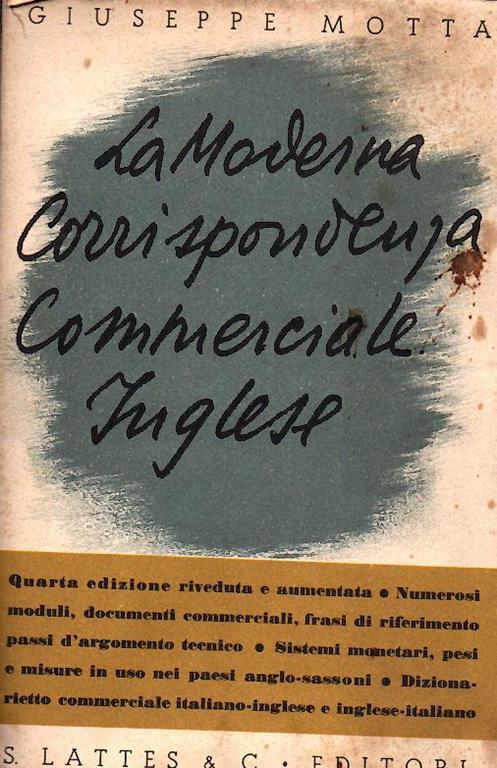 GIUSEPPE MOTTA
La Moderna
Corrispondenza
Commerciale
Inglese
Quarta edizione riveduta e aumentata • Numerosi
moduli, documenti commerciali, frasi di riferimento
passi d'argomento tecnico • Sistemi monetari, pesi
e misure in uso nei paesi anglo-sassoni • Diziona-
rietto commerciale italiano-inglese e inglese-italiano
S. LATTES & C. • EDITORI